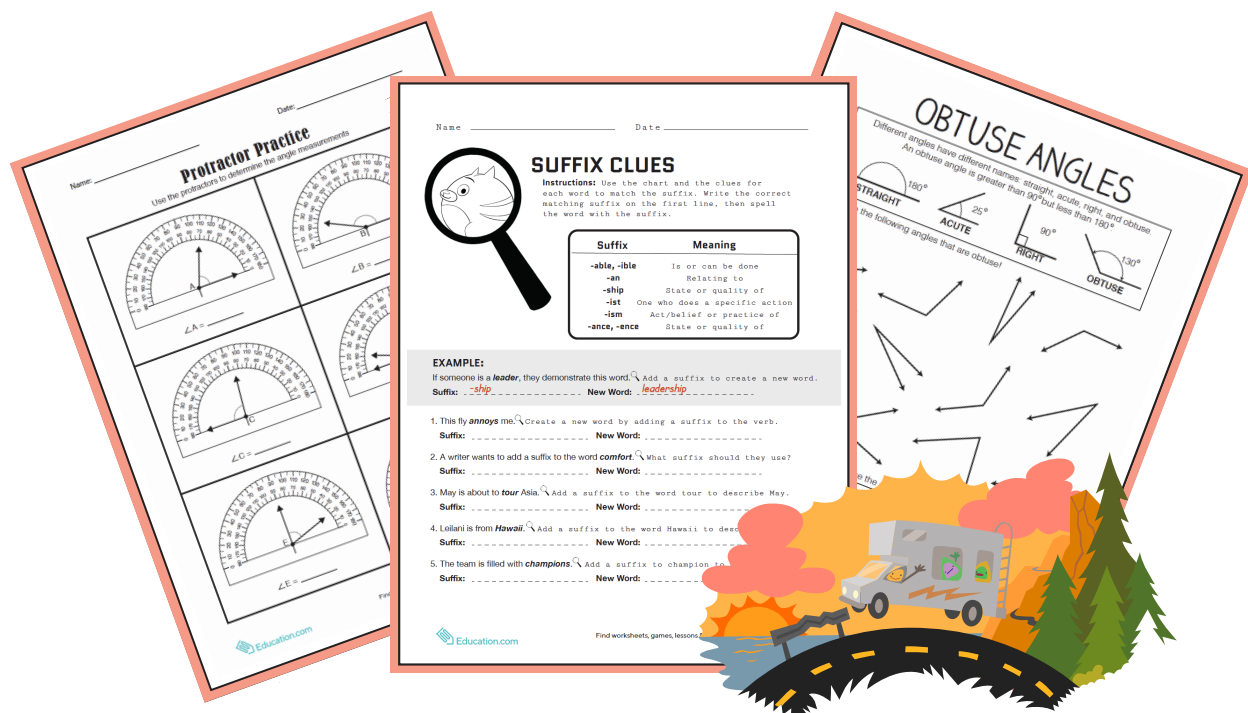 Date:
Name:
Protractor Practice
Use the protractors to determine the angle measurements
A
∠A =
B
∠B =
C
∠C =
E
∠E =
Education.com
Name Date
SUFFIX CLUES
Instructions: Use the chart and the clues for
each word to match the suffix. Write the correct
matching suffix on the first line, then spell
the word with the suffix.
Suffix Meaning
-able, -ible Is or can be done
-an Relating to
-ship State or quality of
-ist One who does a specific action
-ism Act/belief or practice of
-ance, -ence State or quality of
EXAMPLE:
If someone is a leader, they demonstrate this word. Add a suffix to create a new word.
Suffix: -ship New Word: leadership
1. This fly annoys me. Create a new word by adding a suffix to the verb.
Suffix: New Word:
2. A writer wants to add a suffix to the word comfort. What suffix should they use?
Suffix: New Word:
3. May is about to tour Asia. Add a suffix to the word tour to describe May.
Suffix: New Word:
4. Leilani is from Hawaii. Add a suffix to the word Hawaii to
Suffix: New Word:
5. The team is filled with champions. Add a suffix to champion to
Suffix: New Word:
Education.com
Find worksheets, games, lessons
OBTUSE ANGLES
Different angles have different names: straight, acute, right, and obtuse.
An obtuse angle is greater than 90° but less than 180°.
180°
STRAIGHT
25°
ACUTE
90°
RIGHT
130°
OBTUSE
the following angles that are obtuse!
the